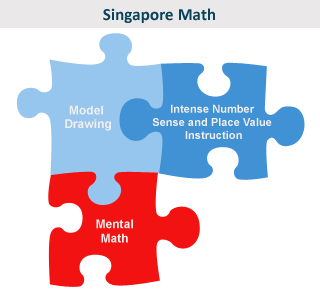 Singapore Math
Model
Drawing
Intense Number
Sense and Place Value
Instruction
Mental
Math